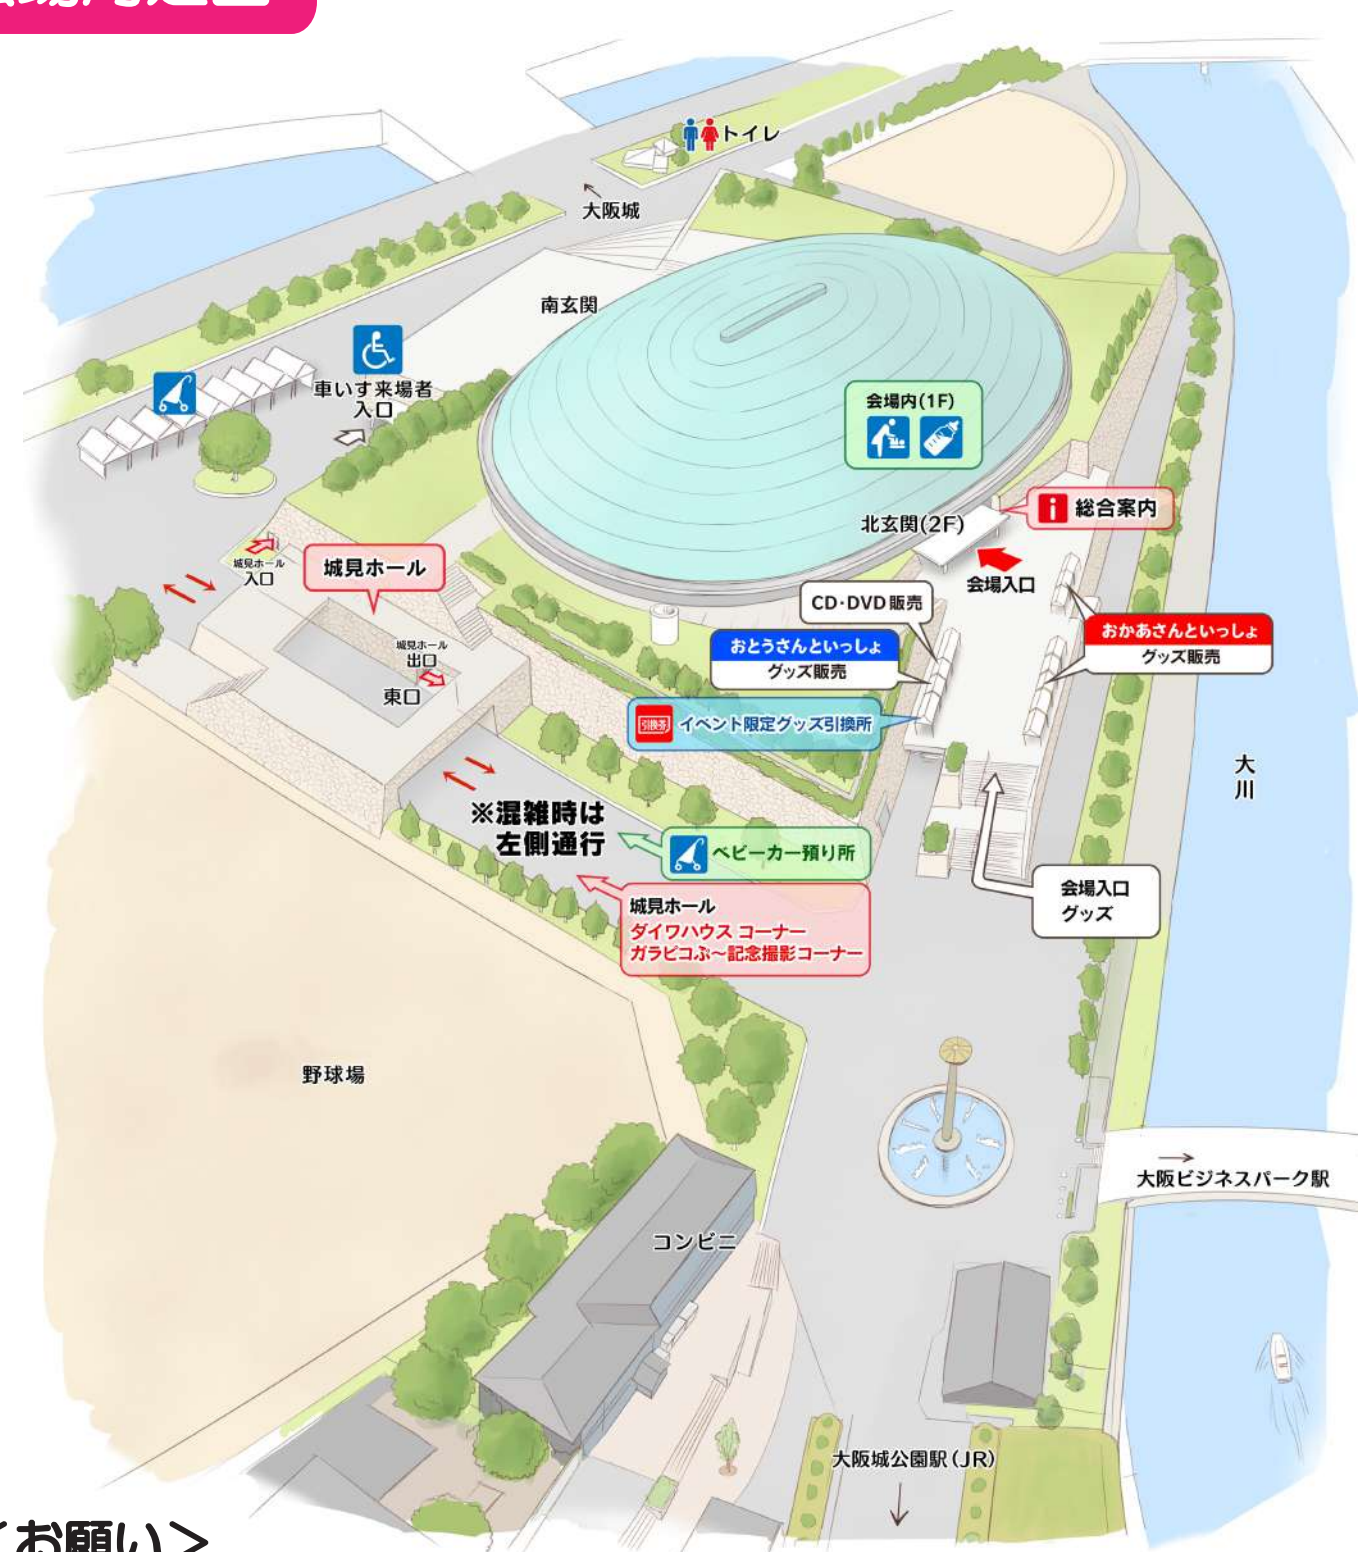 トイレ
大阪城
南玄関
車いす来場者
入口
会場内(1F)
総合案内
北玄関(2F)
会場入口
城見ホール
入口
城見ホール
CD・DVD 販売
おとうさんといっしょ
グッズ販売
おかあさんといっしょ
グッズ販売
城見ホール
出口
東口
引換券
イベント限定グッズ引換所
大川
※混雑時は
左側通行
ベビーカー預り所
城見ホール
ダイワハウス コーナー
ガラピコぷ～記念撮影コーナー
会場入口
グッズ
野球場
大阪ビジネスパーク駅
コンビニ
大阪城公園駅(JR)
お願い＞